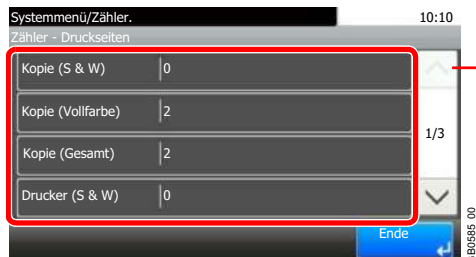 Systemmenü/Zähler. 10:10
Zähler - Druckseiten
Kopie (S & W) 0
Kopie (Vollfarbe) 2
1/3
Kopie (Gesamt) 2
Drucker (S & W) 0
Ende
B0585 00